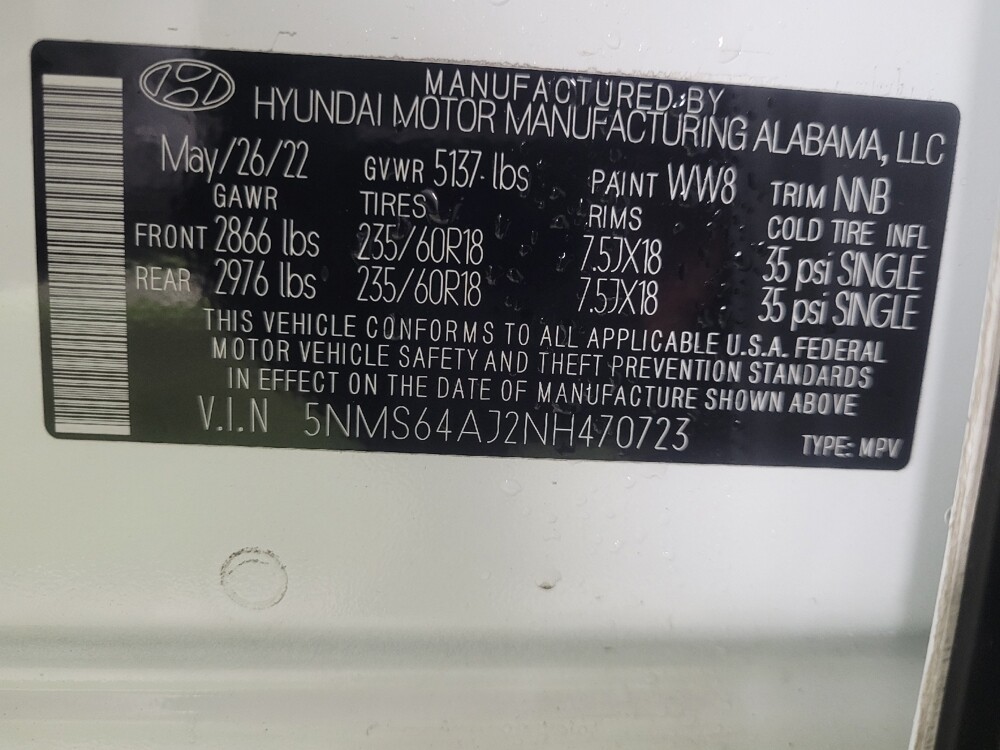 MANUFACTURED BY
HYUNDAI MOTOR MANUFACTURING ALABAMA, LLC
May/26/22 GVWR 5137 lbs PAINT WW8 TRIM NNB
GAWR TIRES RIMS COLD TIRE INFL
FRONT 2866 lbs 235/60R18 7.5JX18 35 psi SINGLE
REAR 2976 lbs 235/60R18 7.5JX18 35 psi SINGLE
THIS VEHICLE CONFORMS TO ALL APPLICABLE U.S.A. FEDERAL
MOTOR VEHICLE SAFETY AND THEFT PREVENTION STANDARDS
IN EFFECT ON THE DATE OF MANUFACTURE SHOWN ABOVE
V.I.N 5NMS64AJ2NH470723 TYPE: MPV